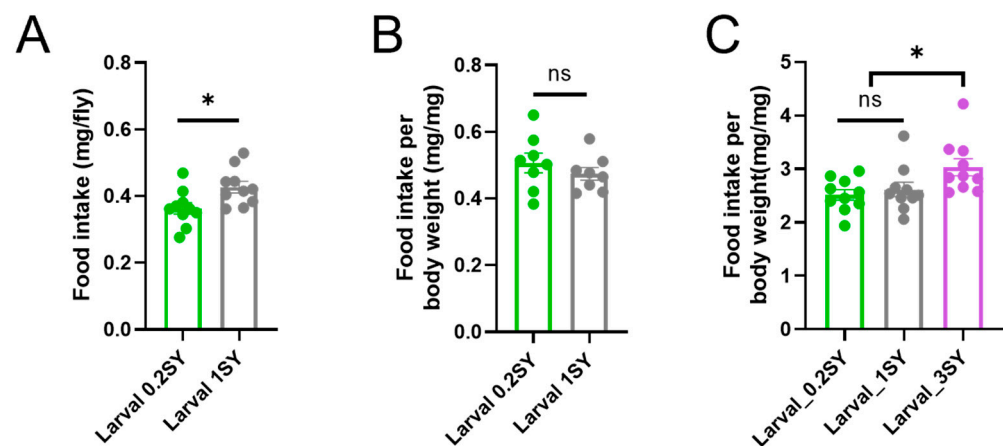 A
Food intake (mg/fly)
0.8
0.6
0.4
0.2
0.0
*
Larval 0.2SY
Larval 1SY
B
Food intake per
body weight (mg/mg)
0.8
0.6
0.4
0.2
0.0
ns
Larval 0.2SY
Larval 1SY
C
Food intake per
body weight(mg/mg)
5
4
3
2
1
0
*
ns
Larval_0.2SY
Larval_1SY
Larval_3SY